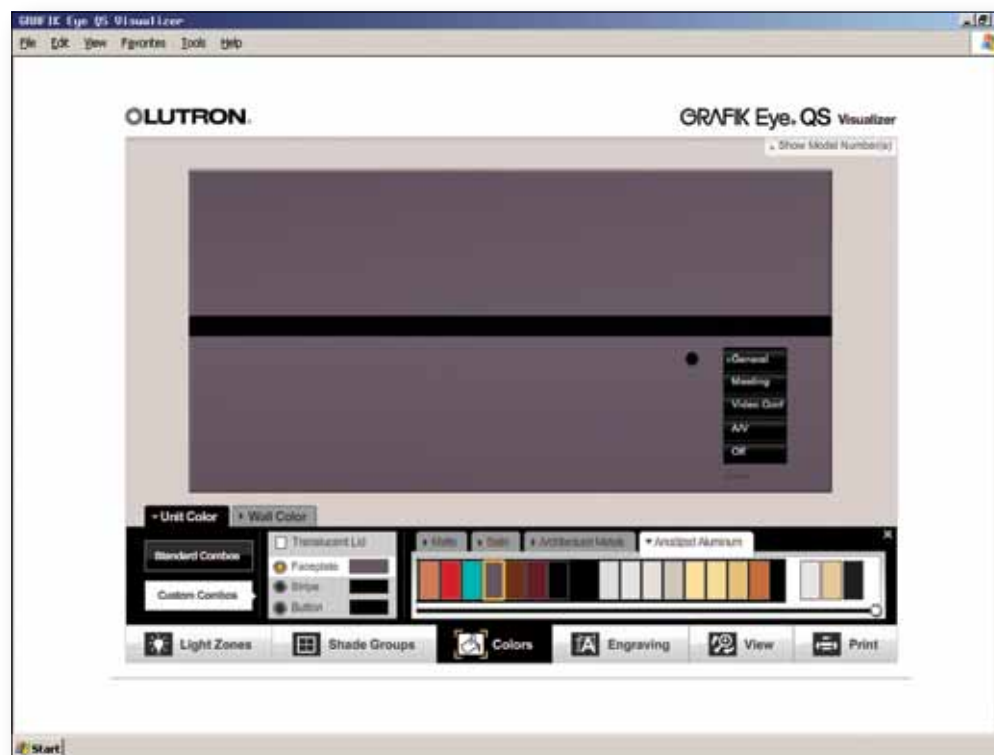 GRAFIK Eye QS Visualizer
File Edit View Favorites Tools Help
LUTRON.
GRAFIK Eye. QS Visualizer
Show Model Number(s)
General
Meeting
Video Conf
A/V
Off
Unit Color Wall Color
Translucent Lid
Matte Satin Architectural Metals Anodized Aluminum
Standard Combos
Faceplate
Custom Combos
Stripe
Button
Light Zones Shade Groups Colors Engraving View Print
Start